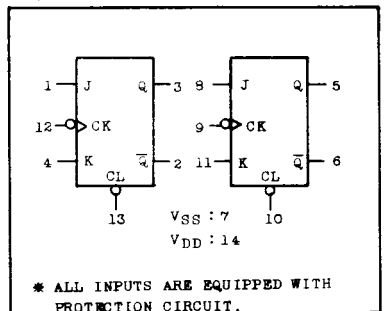 1 J Q 3 8 J Q 5
12 CK 9 CK
4 K Q̅ 2 11 K Q̅ 6
CL CL
13 10
VSS : 7
VDD : 14
* ALL INPUTS ARE EQUIPPED WITH
PROTECTION CIRCUIT.